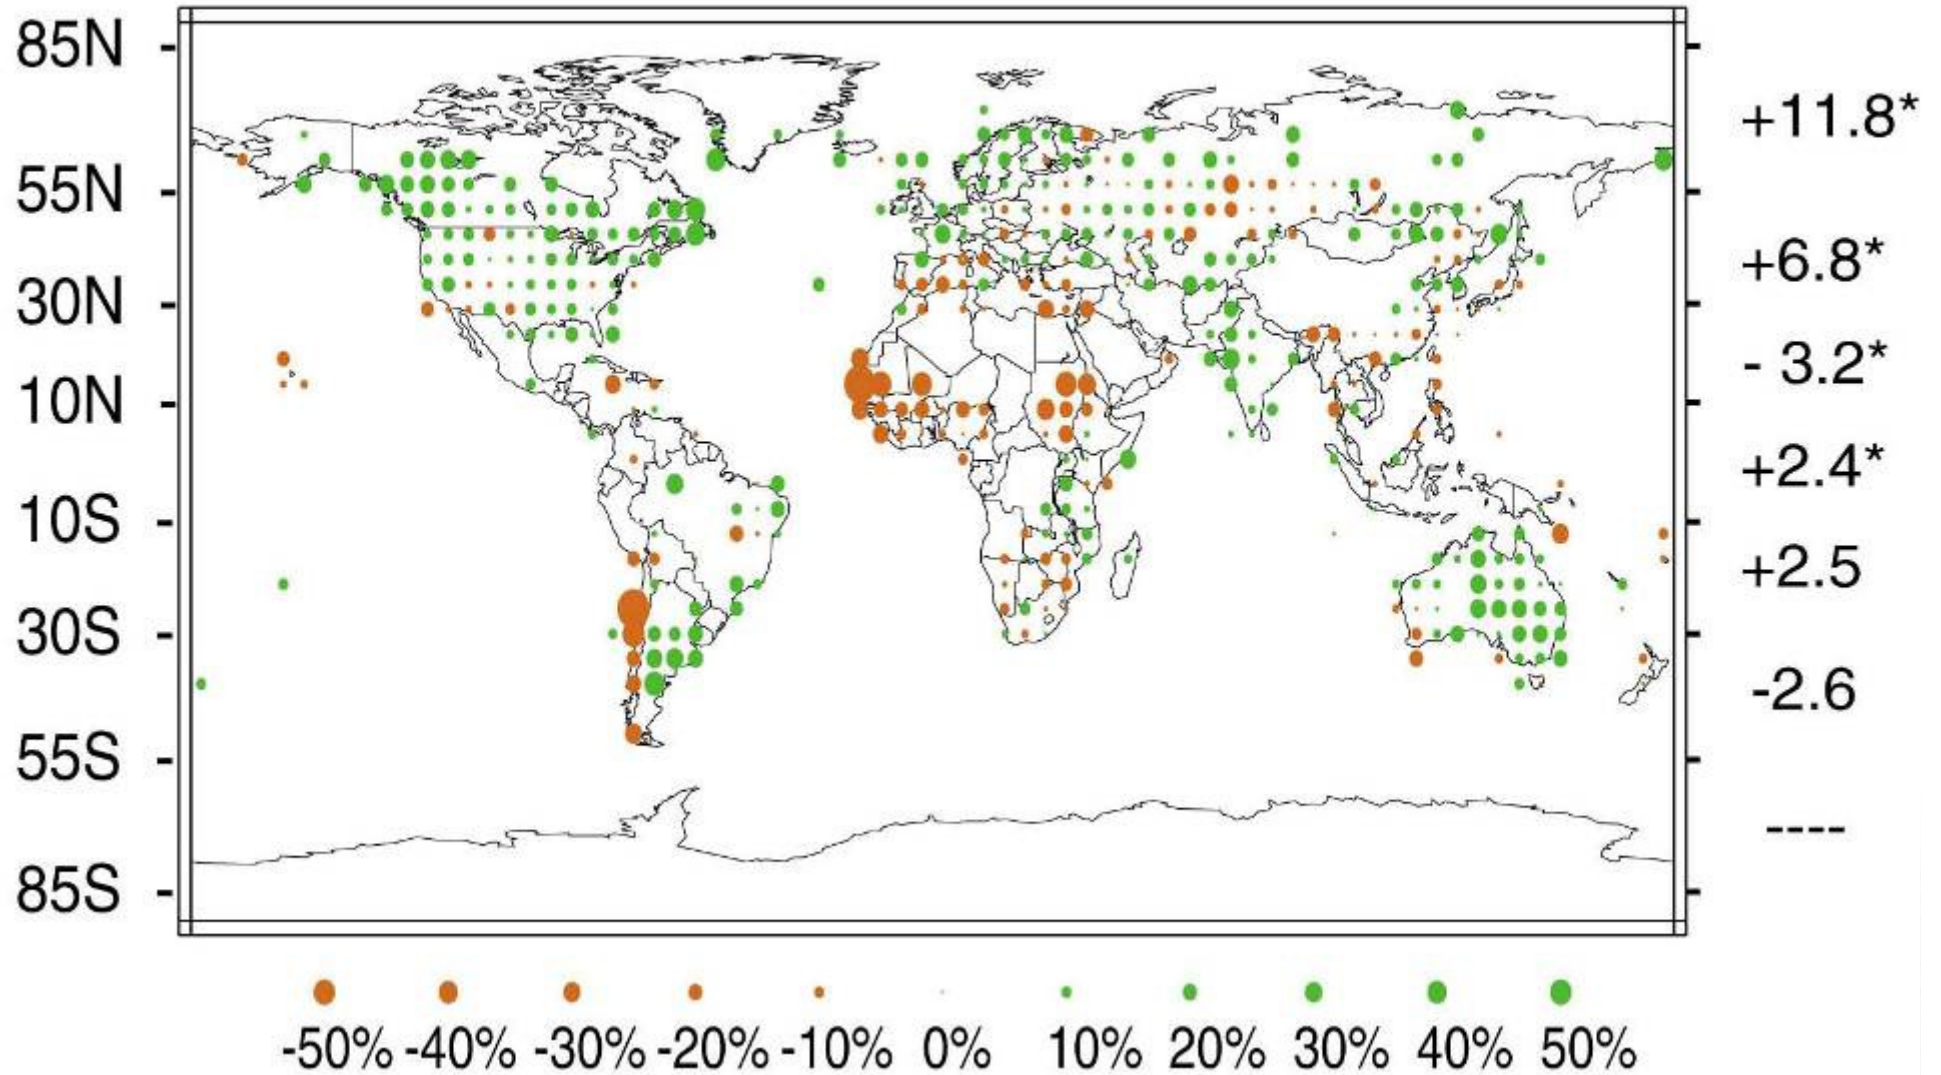 85N
+11.8*
55N
+6.8*
30N
- 3.2*
10N
+2.4*
10S
+2.5
30S
-2.6
55S
----
85S
-50% -40% -30% -20% -10% 0% 10% 20% 30% 40% 50%